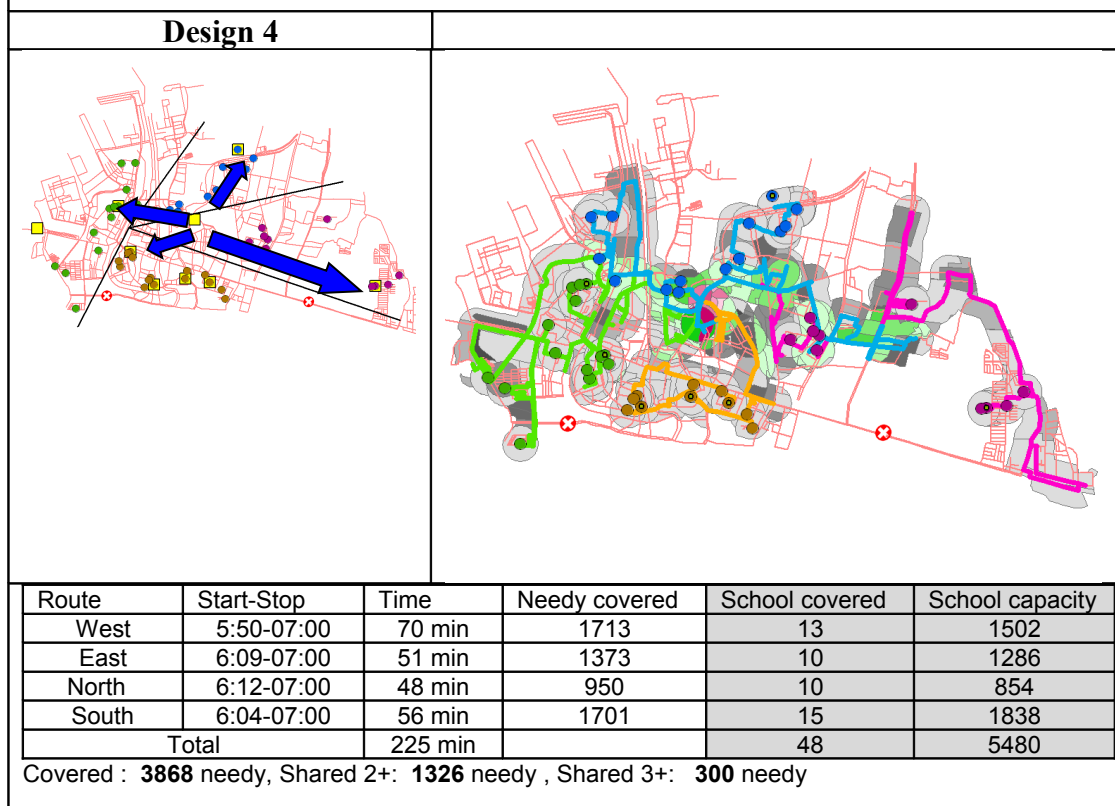 Design 4
Route Start-Stop Time Needy covered School covered School capacity
West 5:50-07:00 70 min 1713 13 1502
East 6:09-07:00 51 min 1373 10 1286
North 6:12-07:00 48 min 950 10 854
South 6:04-07:00 56 min 1701 15 1838
Total 225 min 48 5480
Covered : 3868 needy, Shared 2+: 1326 needy , Shared 3+: 300 needy